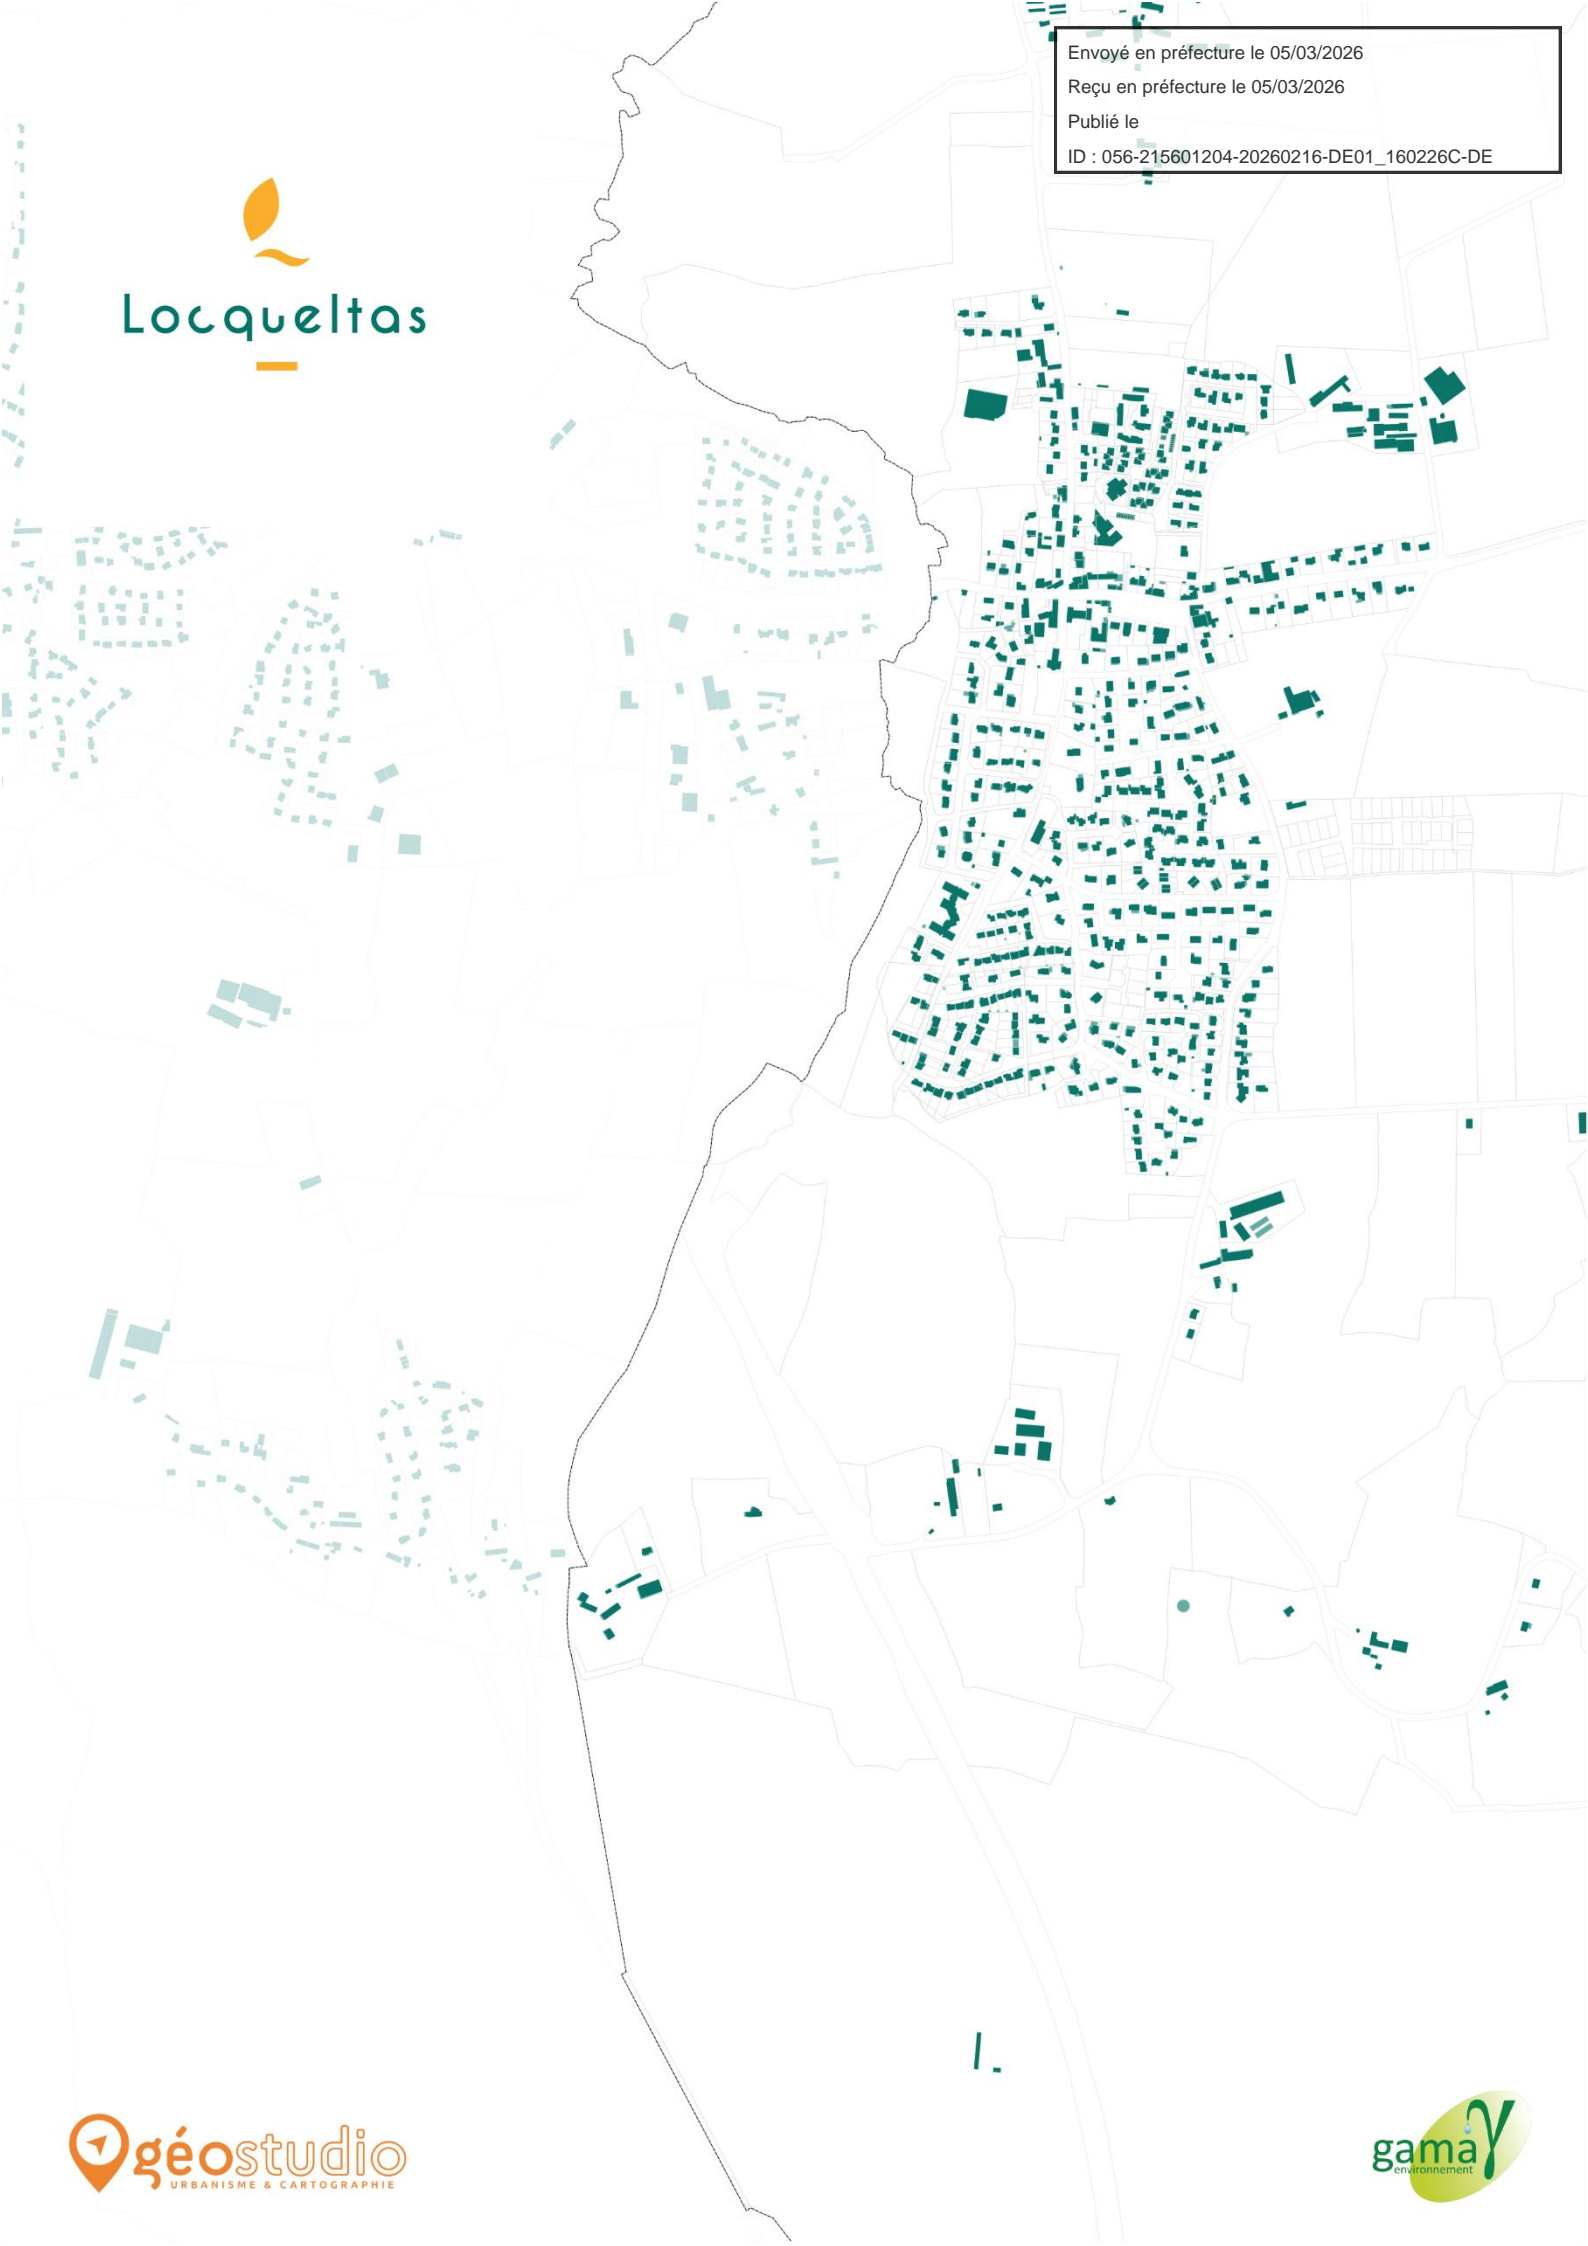 Envoyé en préfecture le 05/03/2026
Reçu en préfecture le 05/03/2026
Publié le
ID : 056-215601204-20260216-DE01_160226C-DE
Locqueltas
géostudio
URBANISME & CARTOGRAPHIE
gama
environnement